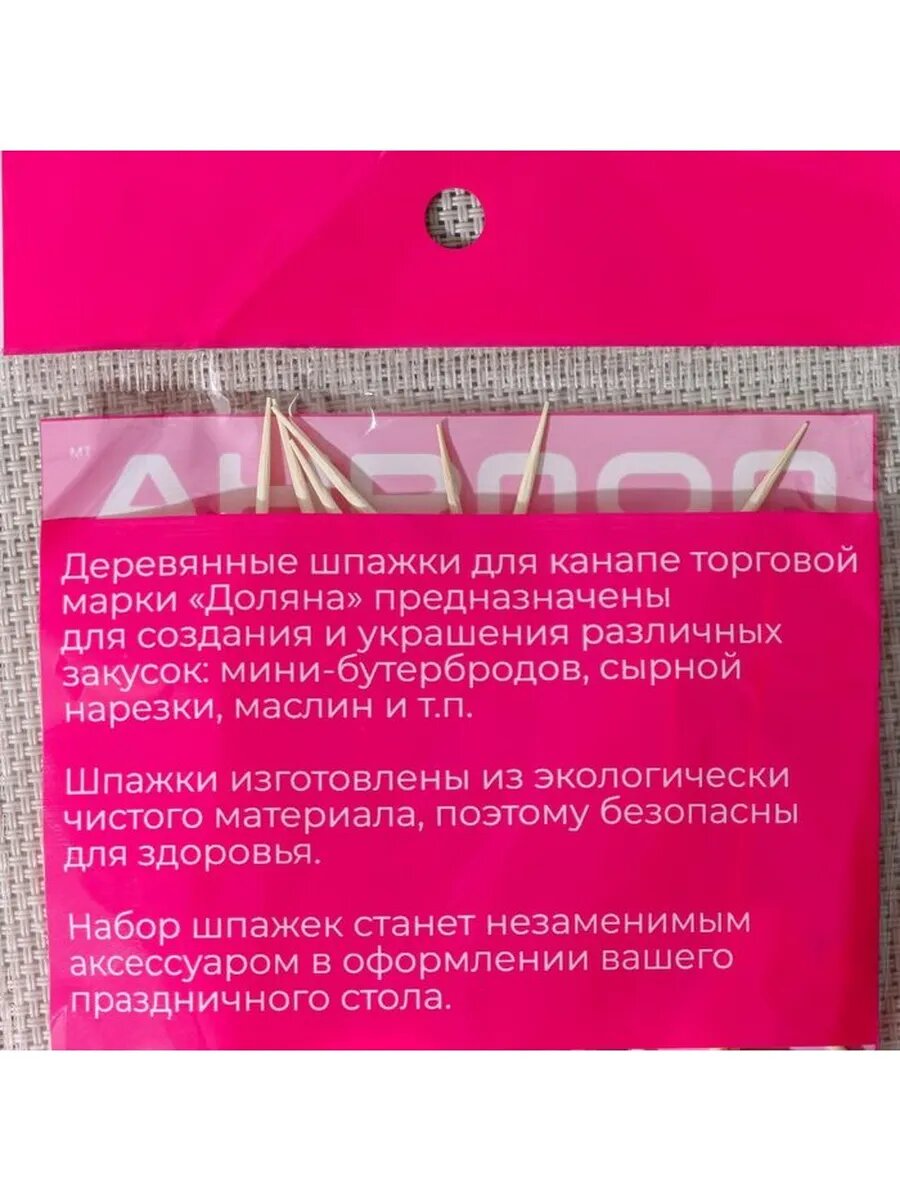 Деревянные шпажки для канапе торговой
марки «Доляна» предназначены
для создания и украшения различных
закусок: мини-бутербродов, сырной
нарезки, маслин и т.п.
Шпажки изготовлены из экологически
чистого материала, поэтому безопасны
для здоровья.
Набор шпажек станет незаменимым
аксессуаром в оформлении вашего
праздничного стола.